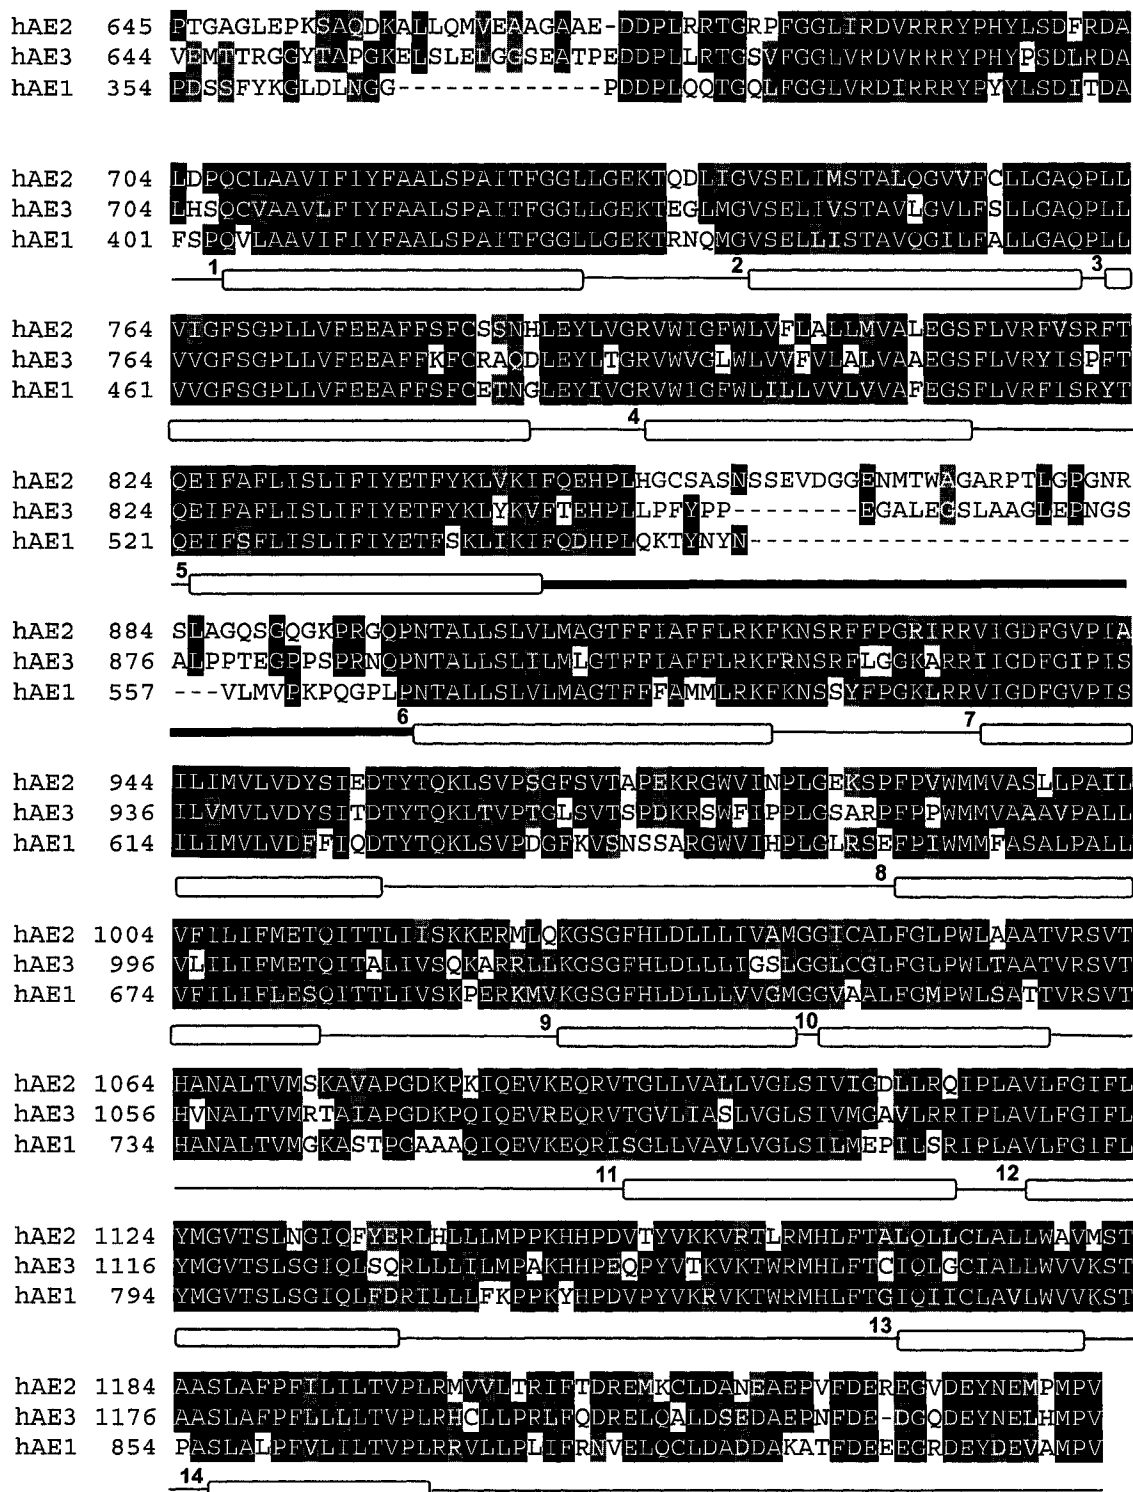 hAE2 645 PTGAGLEPKSAQDKALLQMVEAAGAAE-DDPLRRTGRPFGGLIRDVRRRYPHYLSDFRDA
hAE3 644 VEMTTRGGYTAPGKELSLELGGSEATPEDDPLLRTGSVFGGLVRDVRRRYPHYPSDLRDA
hAE1 354 PDSSFYKGLDLNGG-------------PDDPLQQTGQLFGGLVRDIRRRYPYYLSDITDA
hAE2 704 LDPQCLAAVIFIYFAALSPAITFGGLLGEKTQDLIGVSELIMSTALQGVVFCLLGAQPLL
hAE3 704 LHSQCVAAVLFIYFAALSPAITFGGLLGEKTEGLMGVSELIVSTAVLGVLFSLLGAQPLL
hAE1 401 FSPQVLAAVIFIYFAALSPAITFGGLLGEKTRNQMGVSELLISTAVQGILFALLGAQPLL
1 2 3
hAE2 764 VIGFSGPLLVFEEAFFSFCSSNHLEYLVGRVWIGFWLVFLALLMVALEGSFLVRFVSRFT
hAE3 764 VVGFSGPLLVFEEAFFKFCRAQDLEYLTGRVWVGLWLVVFVLALVAAEGSFLVRYISPFT
hAE1 461 VVGFSGPLLVFEEAFFSFCETNGLEYIVGRVWIGFWLILLVVLVVAFEGSFLVRFISRYT
4
hAE2 824 QEIFAFLISLIFIYETFYKLVKIFQEHPLHGCSASNSSEVDGGENMTWAGARPTLGPGNR
hAE3 824 QEIFAFLISLIFIYETFYKLYKVFTEHPLLPFYPP--------EGALEGSLAAGLEPNGS
hAE1 521 QEIFSFLISLIFIYETFSKLIKIFQDHPLQKTYNYN------------------------
5
hAE2 884 SLAGQSGQGKPRGQPNTALLSLVLMAGTFFIAFFLRKFKNSRFFPGRIRRVIGDFGVPIA
hAE3 876 ALPPTEGPPSPRNQPNTALLSLILMLGTFFIAFFLRKFRNSRFLGGKARRIIGDFGIPIS
hAE1 557 ---VLMVPKPQGPLPNTALLSLVLMAGTFFFAMMLRKFKNSSYFPGKLRRVIGDFGVPIS
6 7
hAE2 944 ILIMVLVDYSIEDTYTQKLSVPSGFSVTAPEKRGWVINPLGEKSPFPVWMMVASLLPAIL
hAE3 936 ILVMVLVDYSITDTYTQKLTVPTGLSVTSPDKRSWFIPPLGSARPFPPWMMVAAAVPALL
hAE1 614 ILIMVLVDFFIQDTYTQKLSVPDGFKVSNSSARGWVIHPLGLRSEFPIWMMFASALPALL
8
hAE2 1004 VFILIFMETQITTLIISKKERMLQKGSGFHLDLLLIVAMGGICALFGLPWLAAATVRSVT
hAE3 996 VLILIFMETQITALIVSQKARRLLKGSGFHLDLLLIGSLGGLCGLFGLPWLTAATVRSVT
hAE1 674 VFILIFLESQITTLIVSKPERKMVKGSGFHLDLLLVVGMGGVAALFGMPWLSATTVRSVT
9 10
hAE2 1064 HANALTVMSKAVAPGDKPKIQEVKEQRVTGLLVALLVGLSIVIGDLLRQIPLAVLFGIFL
hAE3 1056 HVNALTVMRTAIAPGDKPQIQEVREQRVTGVLIASLVGLSIVMGAVLRRIPLAVLFGIFL
hAE1 734 HANALTVMGKASTPGAAAQIQEVKEQRISGLLVAVLVGLSILMEPILSRIPLAVLFGIFL
11 12
hAE2 1124 YMGVTSLNGIQFYERLHLLLMPPKHHPDVTYVKKVRTLRMHLFTALQLLCLALLWAVMST
hAE3 1116 YMGVTSLSGIQLSQRLLLILMPAKHHPEQPYVTKVKTWRMHLFTCIQLGCIALLWVVKST
hAE1 794 YMGVTSLSGIQLFDRILLLFKPPKYHPDVPYVKRVKTWRMHLFTGIQIICLAVLWVVKST
13
hAE2 1184 AASLAFPFILILTVPLRMVVLTRIFTDREMKCLDANEAEPVFDEREGVDEYNEMPMPV
hAE3 1176 AASLAFPFLLLLTVPLRHCLLPRLFQDRELQALDSEDAEPNFDE-DGQDEYNELHMPV
hAE1 854 PASLALPFVLILTVPLRRVLLPLIFRNVELQCLDADDAKATFDEEEGRDEYDEVAMPV
14